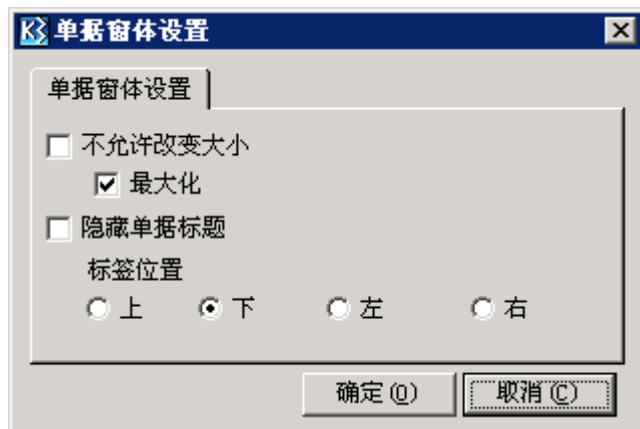 K3 单据窗体设置
单据窗体设置
不允许改变大小
最大化
隐藏单据标题
标签位置
上 下 左 右
确定(O) 取消(C)